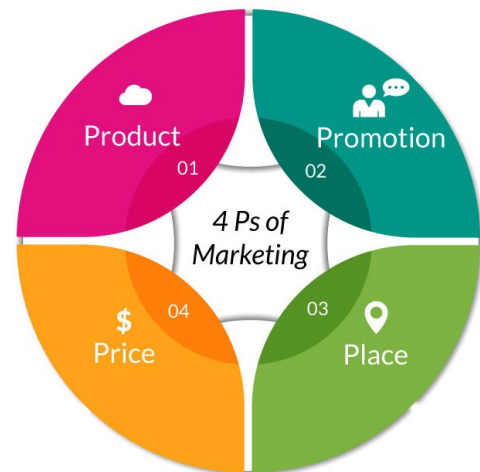 Product
01
Promotion
02
4 Ps of
Marketing
04
$
Price
03
Place